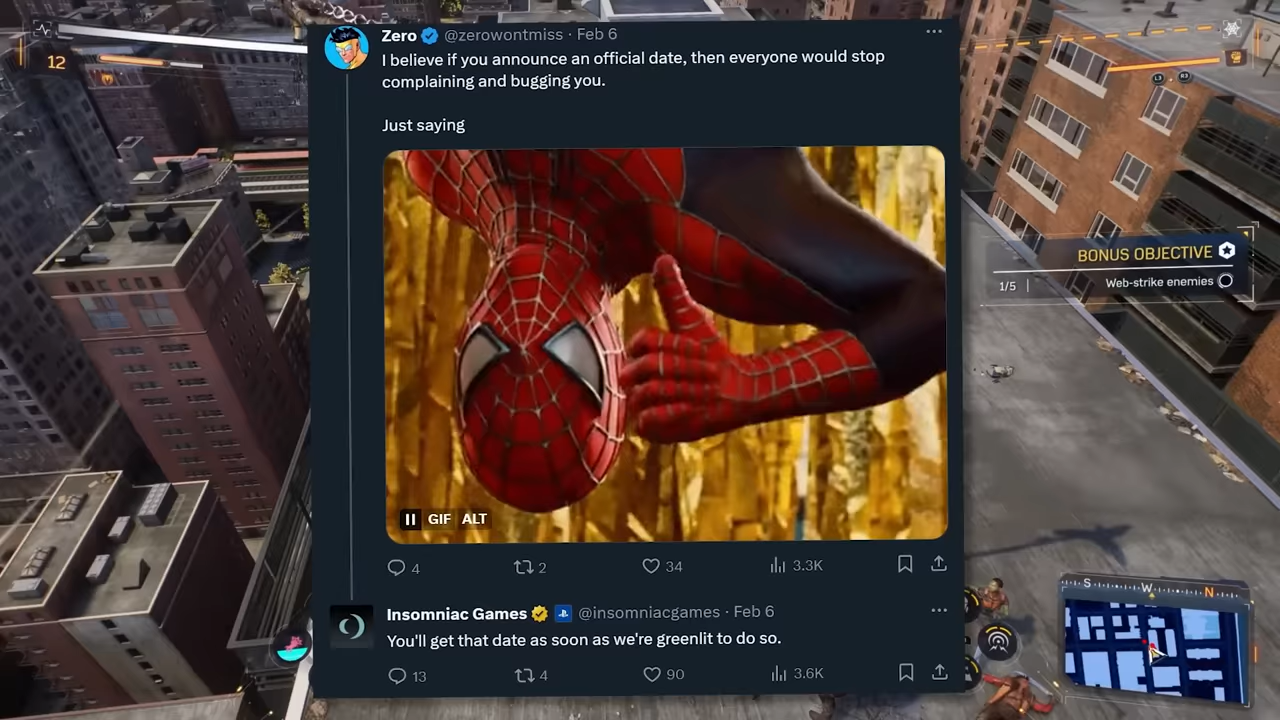 Zero @zerowontmiss · Feb 6
I believe if you announce an official date, then everyone would stop
complaining and bugging you.
Just saying
GIF ALT
4 2 34 3.3K
Insomniac Games @insomniacgames · Feb 6
You'll get that date as soon as we're greenlit to do so.
13 4 90 3.6K
12
L3 R3
BONUS OBJECTIVE
1/5 Web-strike enemies
S W N